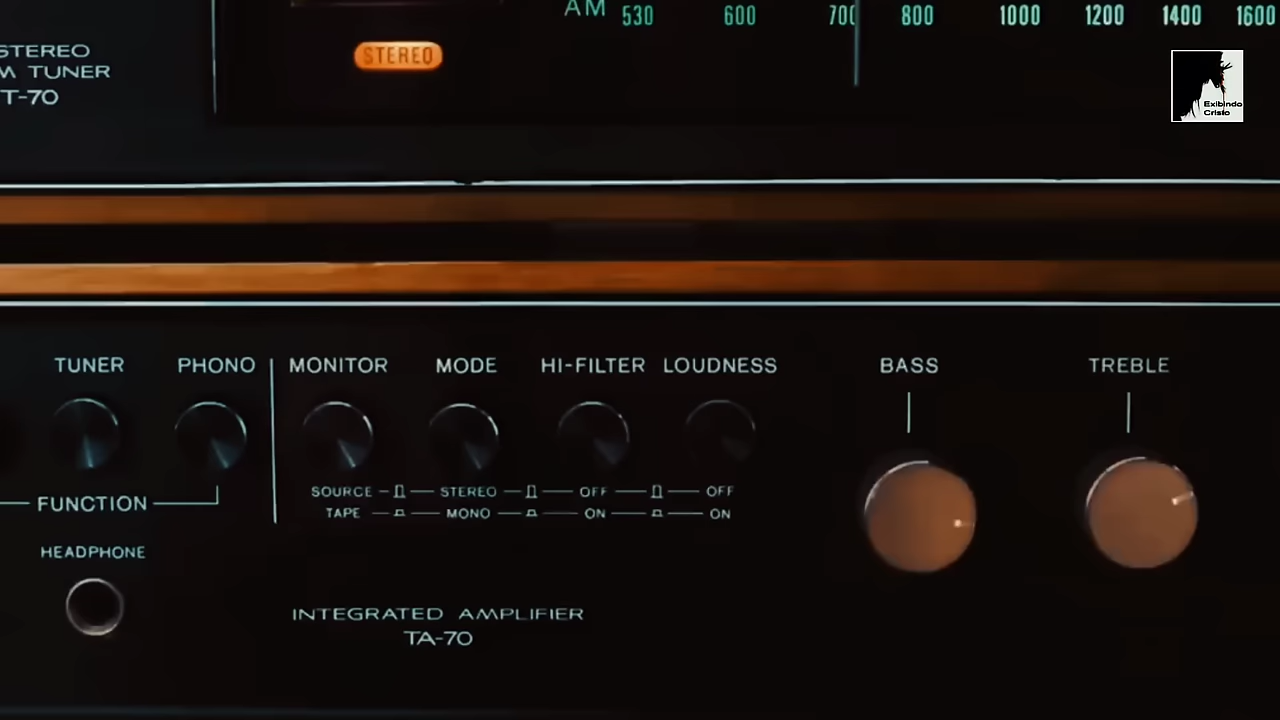 AM 530 600 700 800 1000 1200 1400 1600
STEREO
STEREO
TUNER
T-70
Exibindo
Cristo
TUNER PHONO MONITOR MODE HI-FILTER LOUDNESS BASS TREBLE
SOURCE STEREO OFF OFF
TAPE MONO ON ON
FUNCTION
HEADPHONE
INTEGRATED AMPLIFIER
TA-70